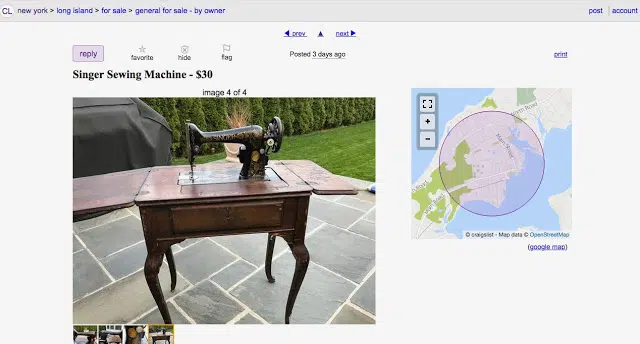 CL new york > long island > for sale > general for sale - by owner post account
◀ prev ▲ next ▶
reply favorite hide flag Posted 3 days ago print
Singer Sewing Machine - $30
image 4 of 4
+
−
© craigslist - Map data © OpenStreetMap
(google map)